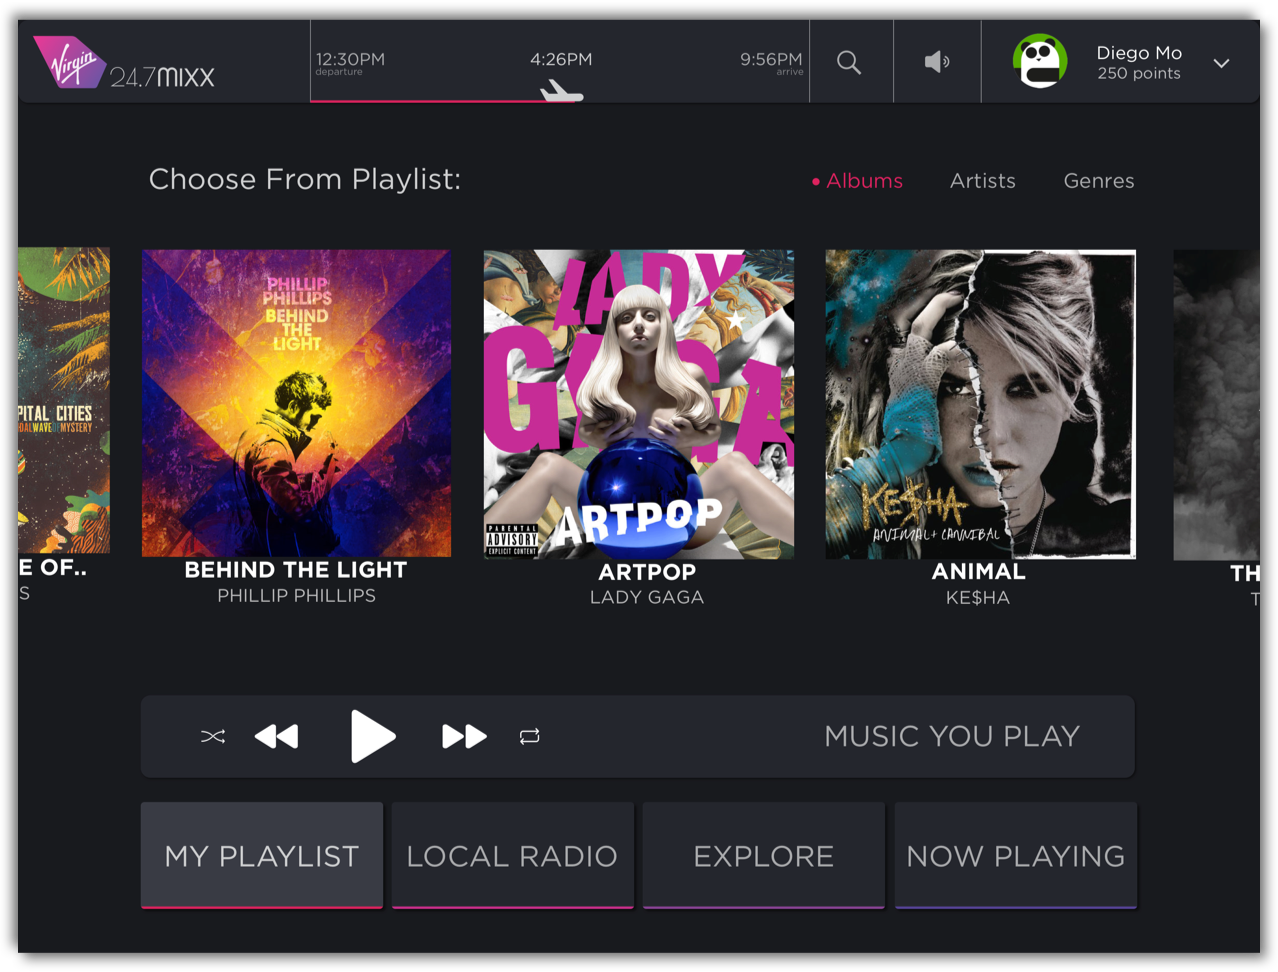 Virgin
24.7MIXX
12:30PM
departure
4:26PM
9:56PM
arrive
Diego Mo
250 points
Choose From Playlist:
• Albums
Artists
Genres
PITAL CITIES
DALWAVE OF MYSTERY
E OF..
S
PHILLIP
PHILLIPS
BEHIND
THE
LIGHT
BEHIND THE LIGHT
PHILLIP PHILLIPS
LADY
GAGA
ARTPOP
PARENTAL
ADVISORY
EXPLICIT CONTENT
ARTPOP
LADY GAGA
KE$HA
ANIMAL + CANNIBAL
ANIMAL
KE$HA
TH
T
MUSIC YOU PLAY
MY PLAYLIST
LOCAL RADIO
EXPLORE
NOW PLAYING